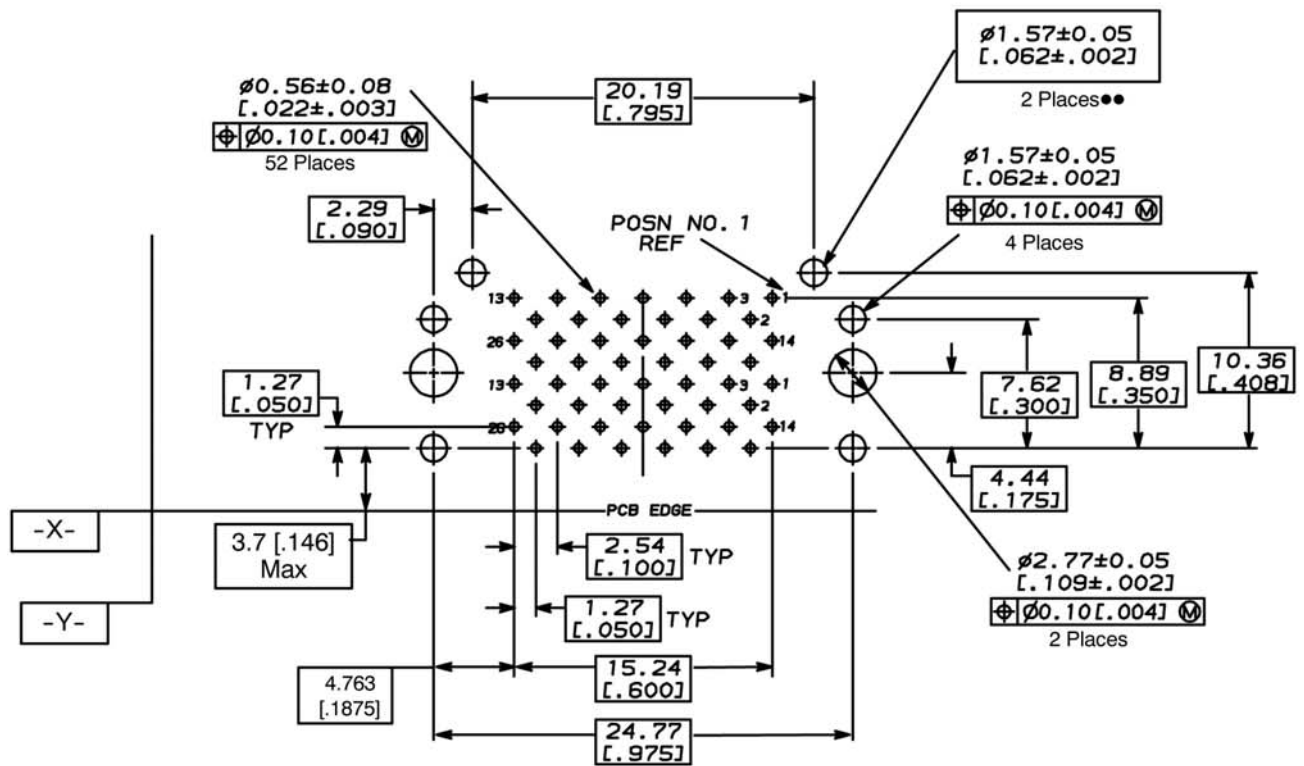 ø1.57±0.05
[.062±.002]
2 Places●●
ø0.56±0.08
[.022±.003]
⌖ Ø0.10[.004] Ⓜ
52 Places
20.19
[.795]
ø1.57±0.05
[.062±.002]
⌖ Ø0.10[.004] Ⓜ
4 Places
2.29
[.090]
POSN NO. 1
REF
13 3 1
2
26 14
13 3 1
2
26 14
1.27
[.050]
TYP
7.62
[.300]
8.89
[.350]
10.36
[.408]
4.44
[.175]
PCB EDGE
-X-
3.7 [.146]
Max
2.54
[.100] TYP
-Y-
1.27
[.050] TYP
ø2.77±0.05
[.109±.002]
⌖ Ø0.10[.004] Ⓜ
2 Places
4.763
[.1875]
15.24
[.600]
24.77
[.975]